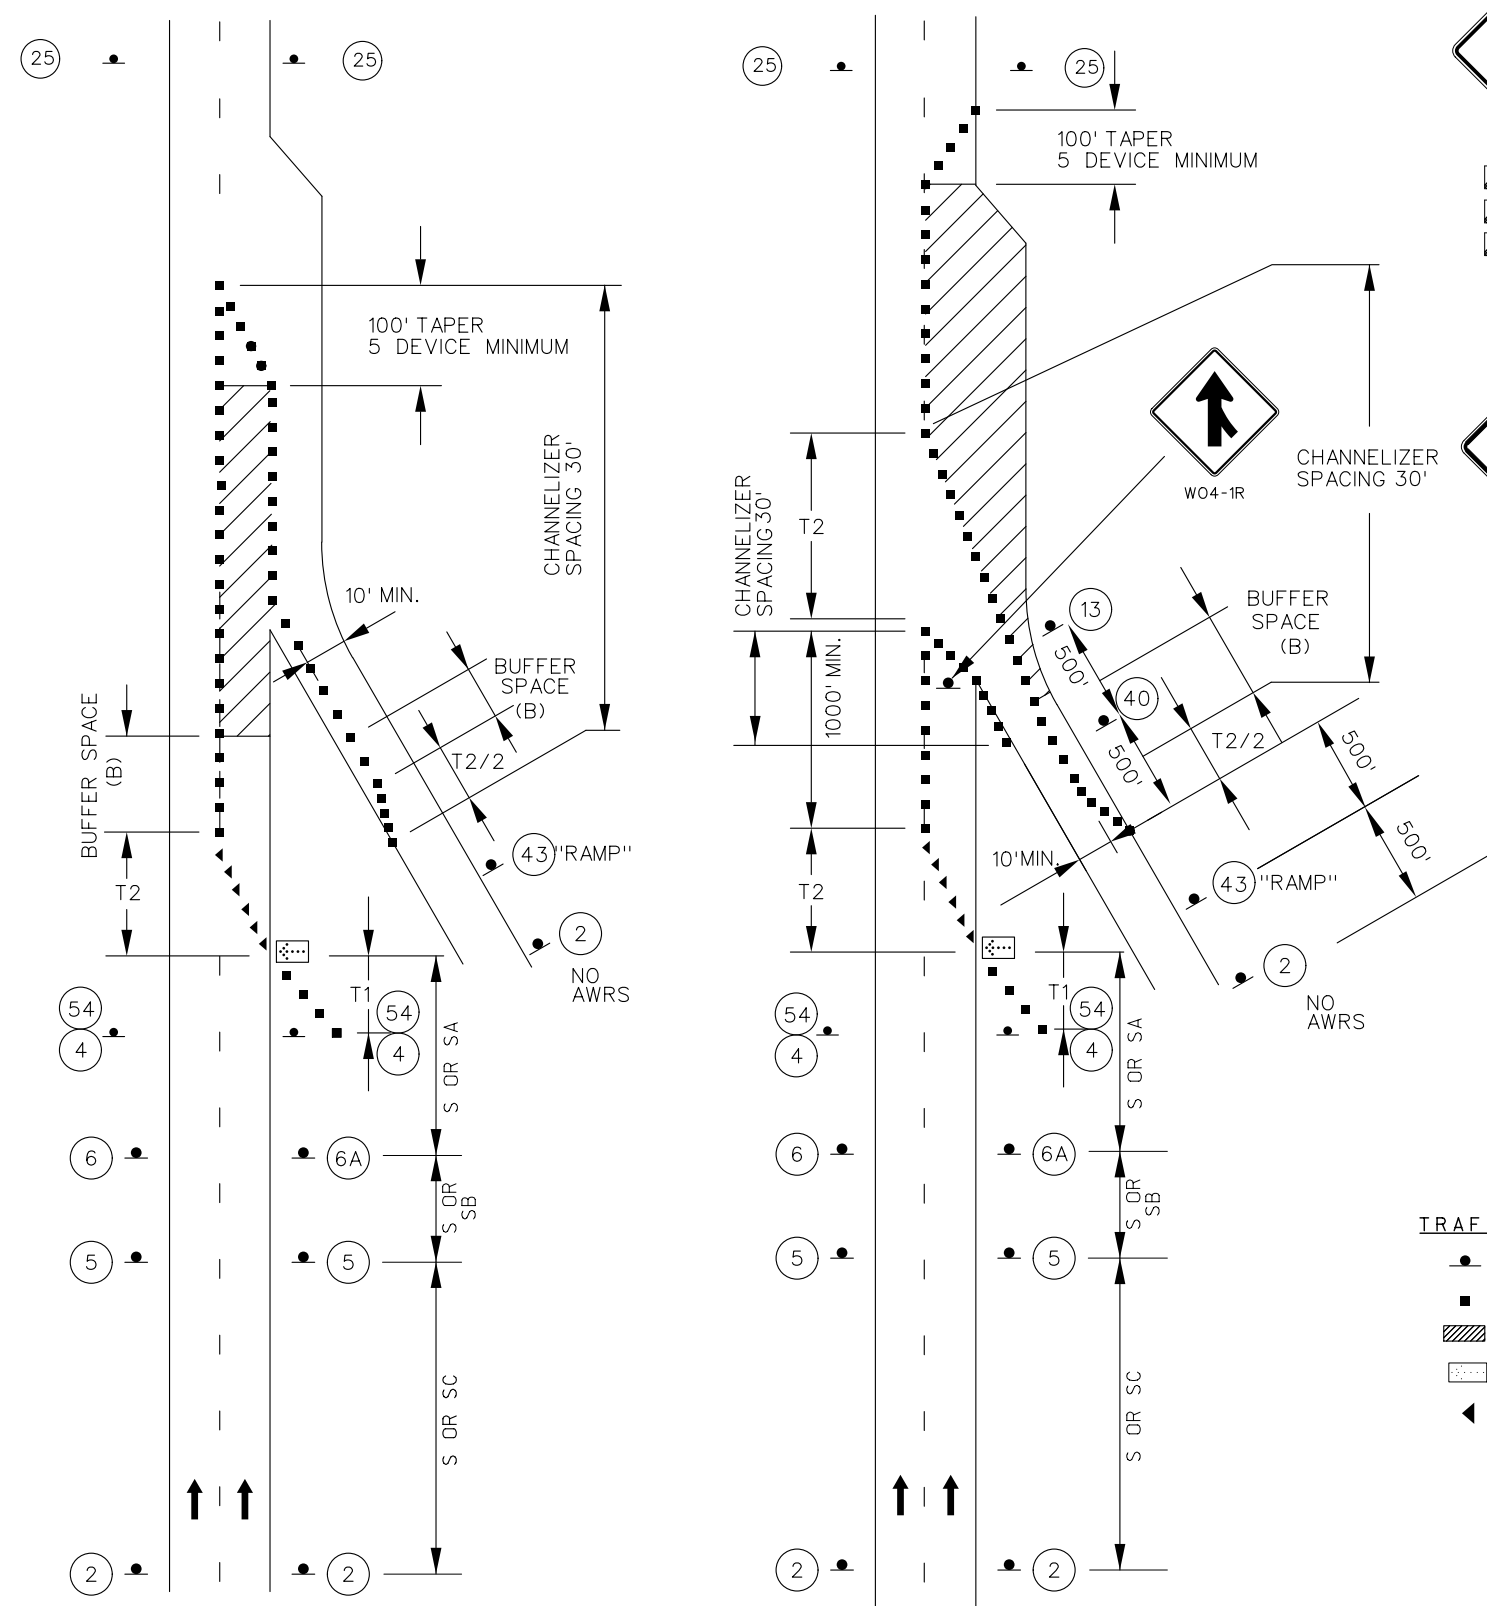 25
25
100' TAPER
5 DEVICE MINIMUM
CHANNELIZER
SPACING 30'
10' MIN.
BUFFER
SPACE
(B)
BUFFER SPACE
(B)
T2/2
T2
43 "RAMP"
2
NO
AWRS
T1
54
4
54
4
S OR SA
6
6A
S OR
SB
5
5
S OR SC
2
2
25
25
100' TAPER
5 DEVICE MINIMUM
W04-1R
CHANNELIZER
SPACING 30'
CHANNELIZER
SPACING 30'
T2
1000' MIN.
13
500'
BUFFER
SPACE
(B)
40
500'
T2/2
500'
500'
10'MIN.
T2
43 "RAMP"
2
NO
AWRS
T1
54
4
54
4
S OR SA
6
6A
S OR
SB
5
5
S OR SC
2
2
TRAF